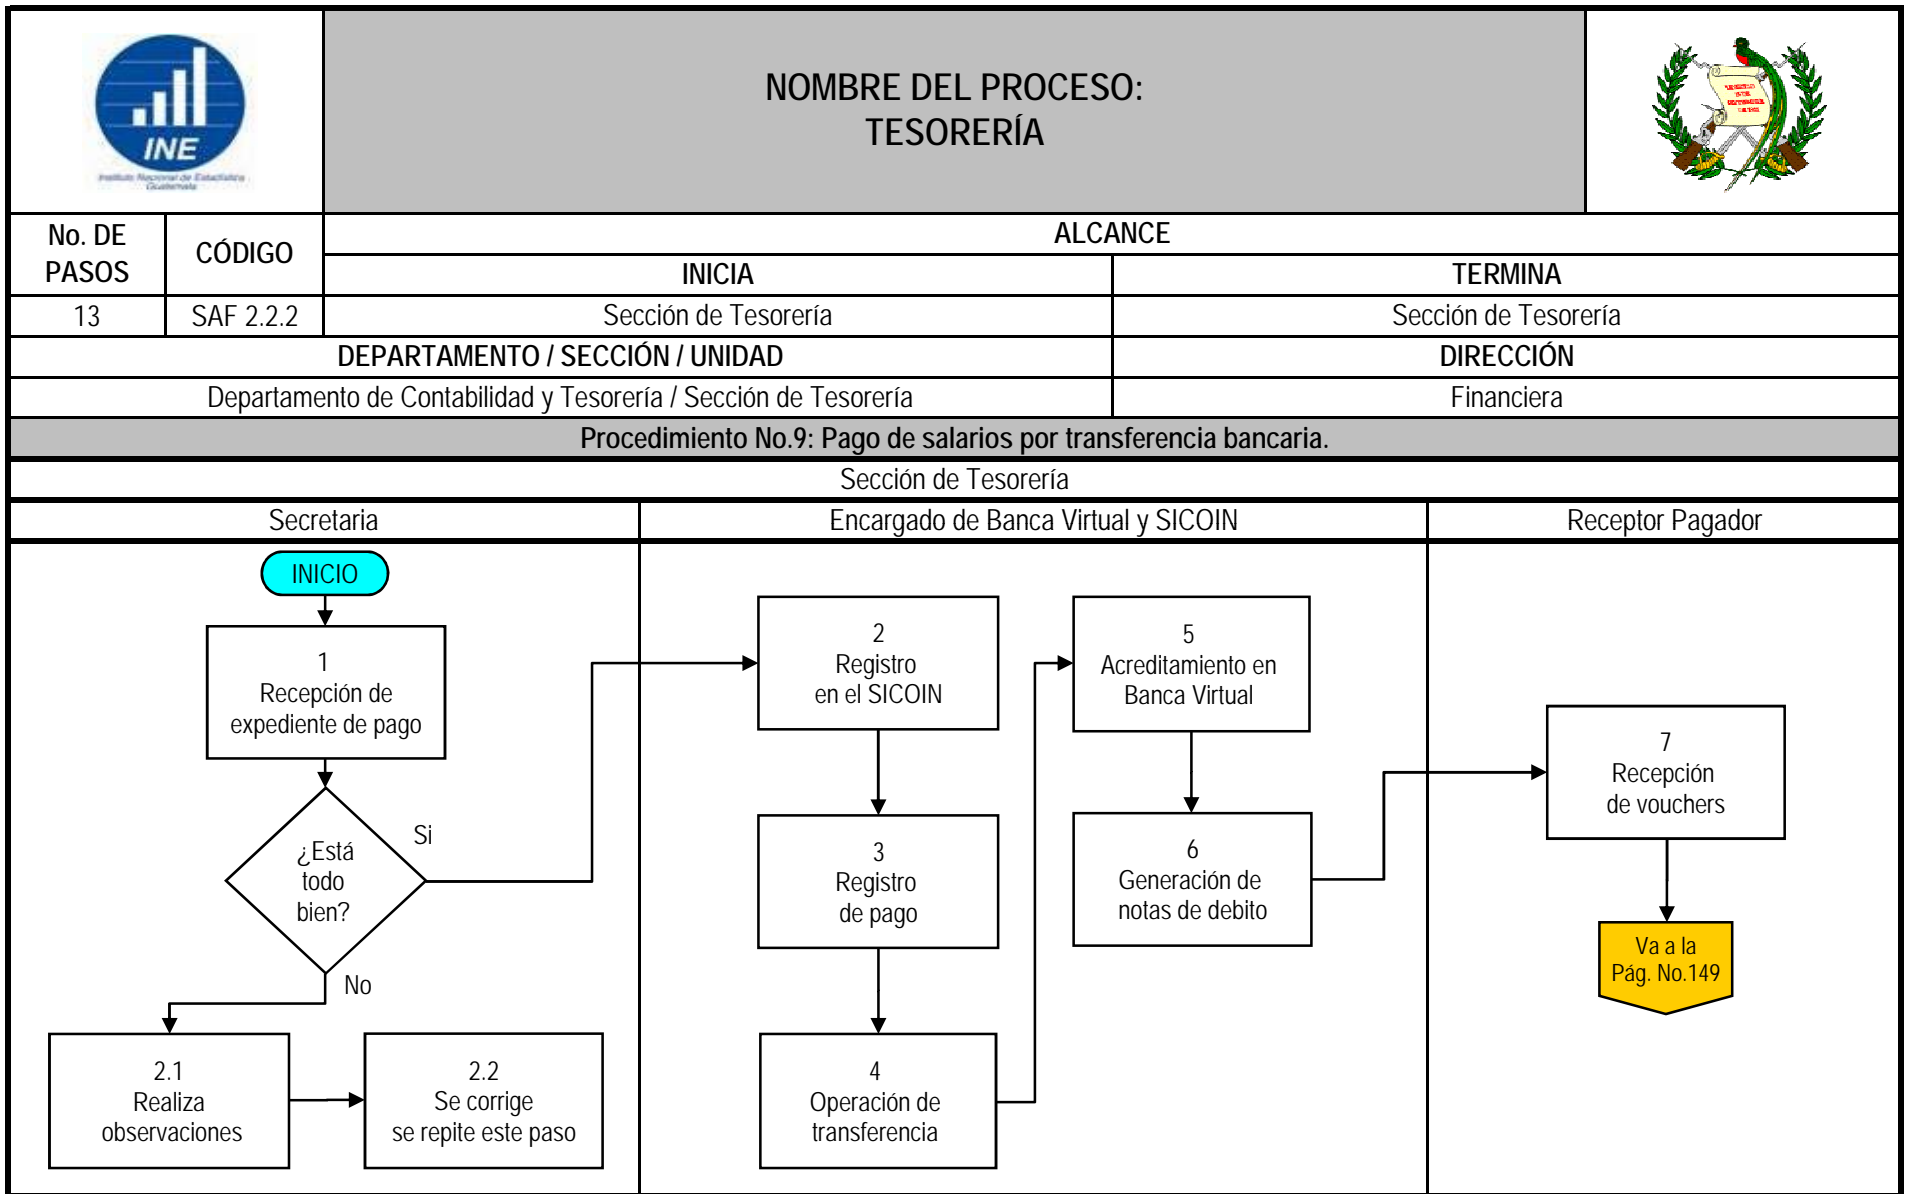 INE
Instituto Nacional de Estadística
Guatemala
NOMBRE DEL PROCESO:
TESORERÍA
No. DE
PASOS
CÓDIGO
ALCANCE
INICIA
TERMINA
13
SAF 2.2.2
Sección de Tesorería
Sección de Tesorería
DEPARTAMENTO / SECCIÓN / UNIDAD
DIRECCIÓN
Departamento de Contabilidad y Tesorería / Sección de Tesorería
Financiera
Procedimiento No.9: Pago de salarios por transferencia bancaria.
Sección de Tesorería
Secretaria
Encargado de Banca Virtual y SICOIN
Receptor Pagador
INICIO
1
Recepción de
expediente de pago
¿Está
todo
bien?
Si
No
2.1
Realiza
observaciones
2.2
Se corrige
se repite este paso
2
Registro
en el SICOIN
3
Registro
de pago
4
Operación de
transferencia
5
Acreditamiento en
Banca Virtual
6
Generación de
notas de debito
7
Recepción
de vouchers
Va a la
Pág. No.149